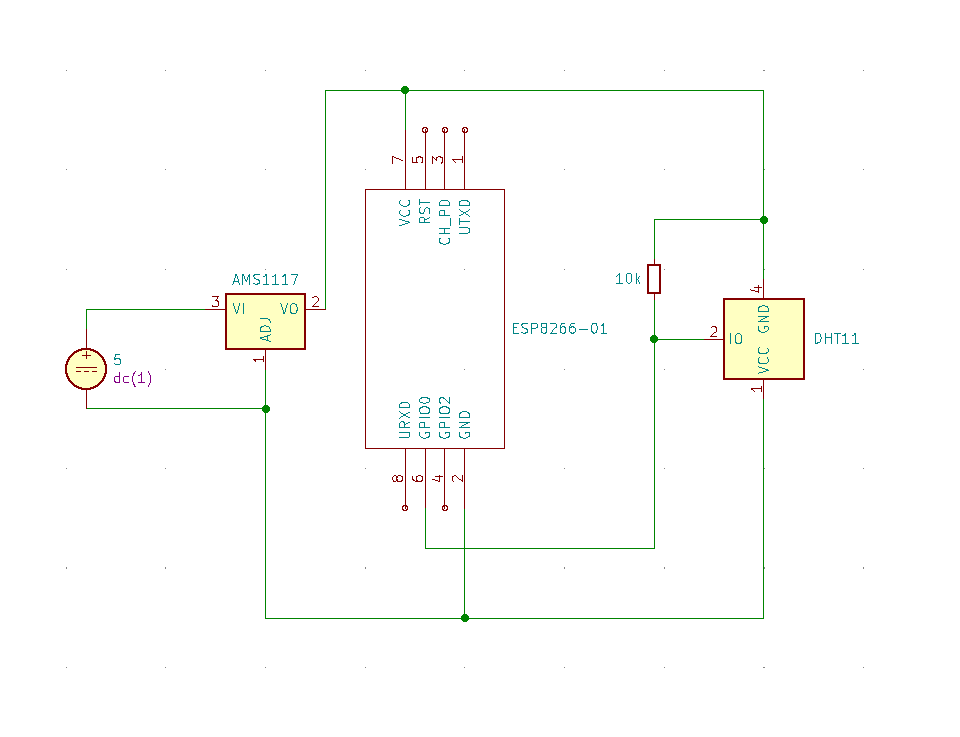 7
5
3
1
VCC
RST
CH_PD
UTXD
AMS1117
3
VI
VO
2
ADJ
1
5
dc(1)
ESP8266-01
10k
4
GND
2
IO
DHT11
VCC
1
URXD
GPIO0
GPIO2
GND
8
6
4
2